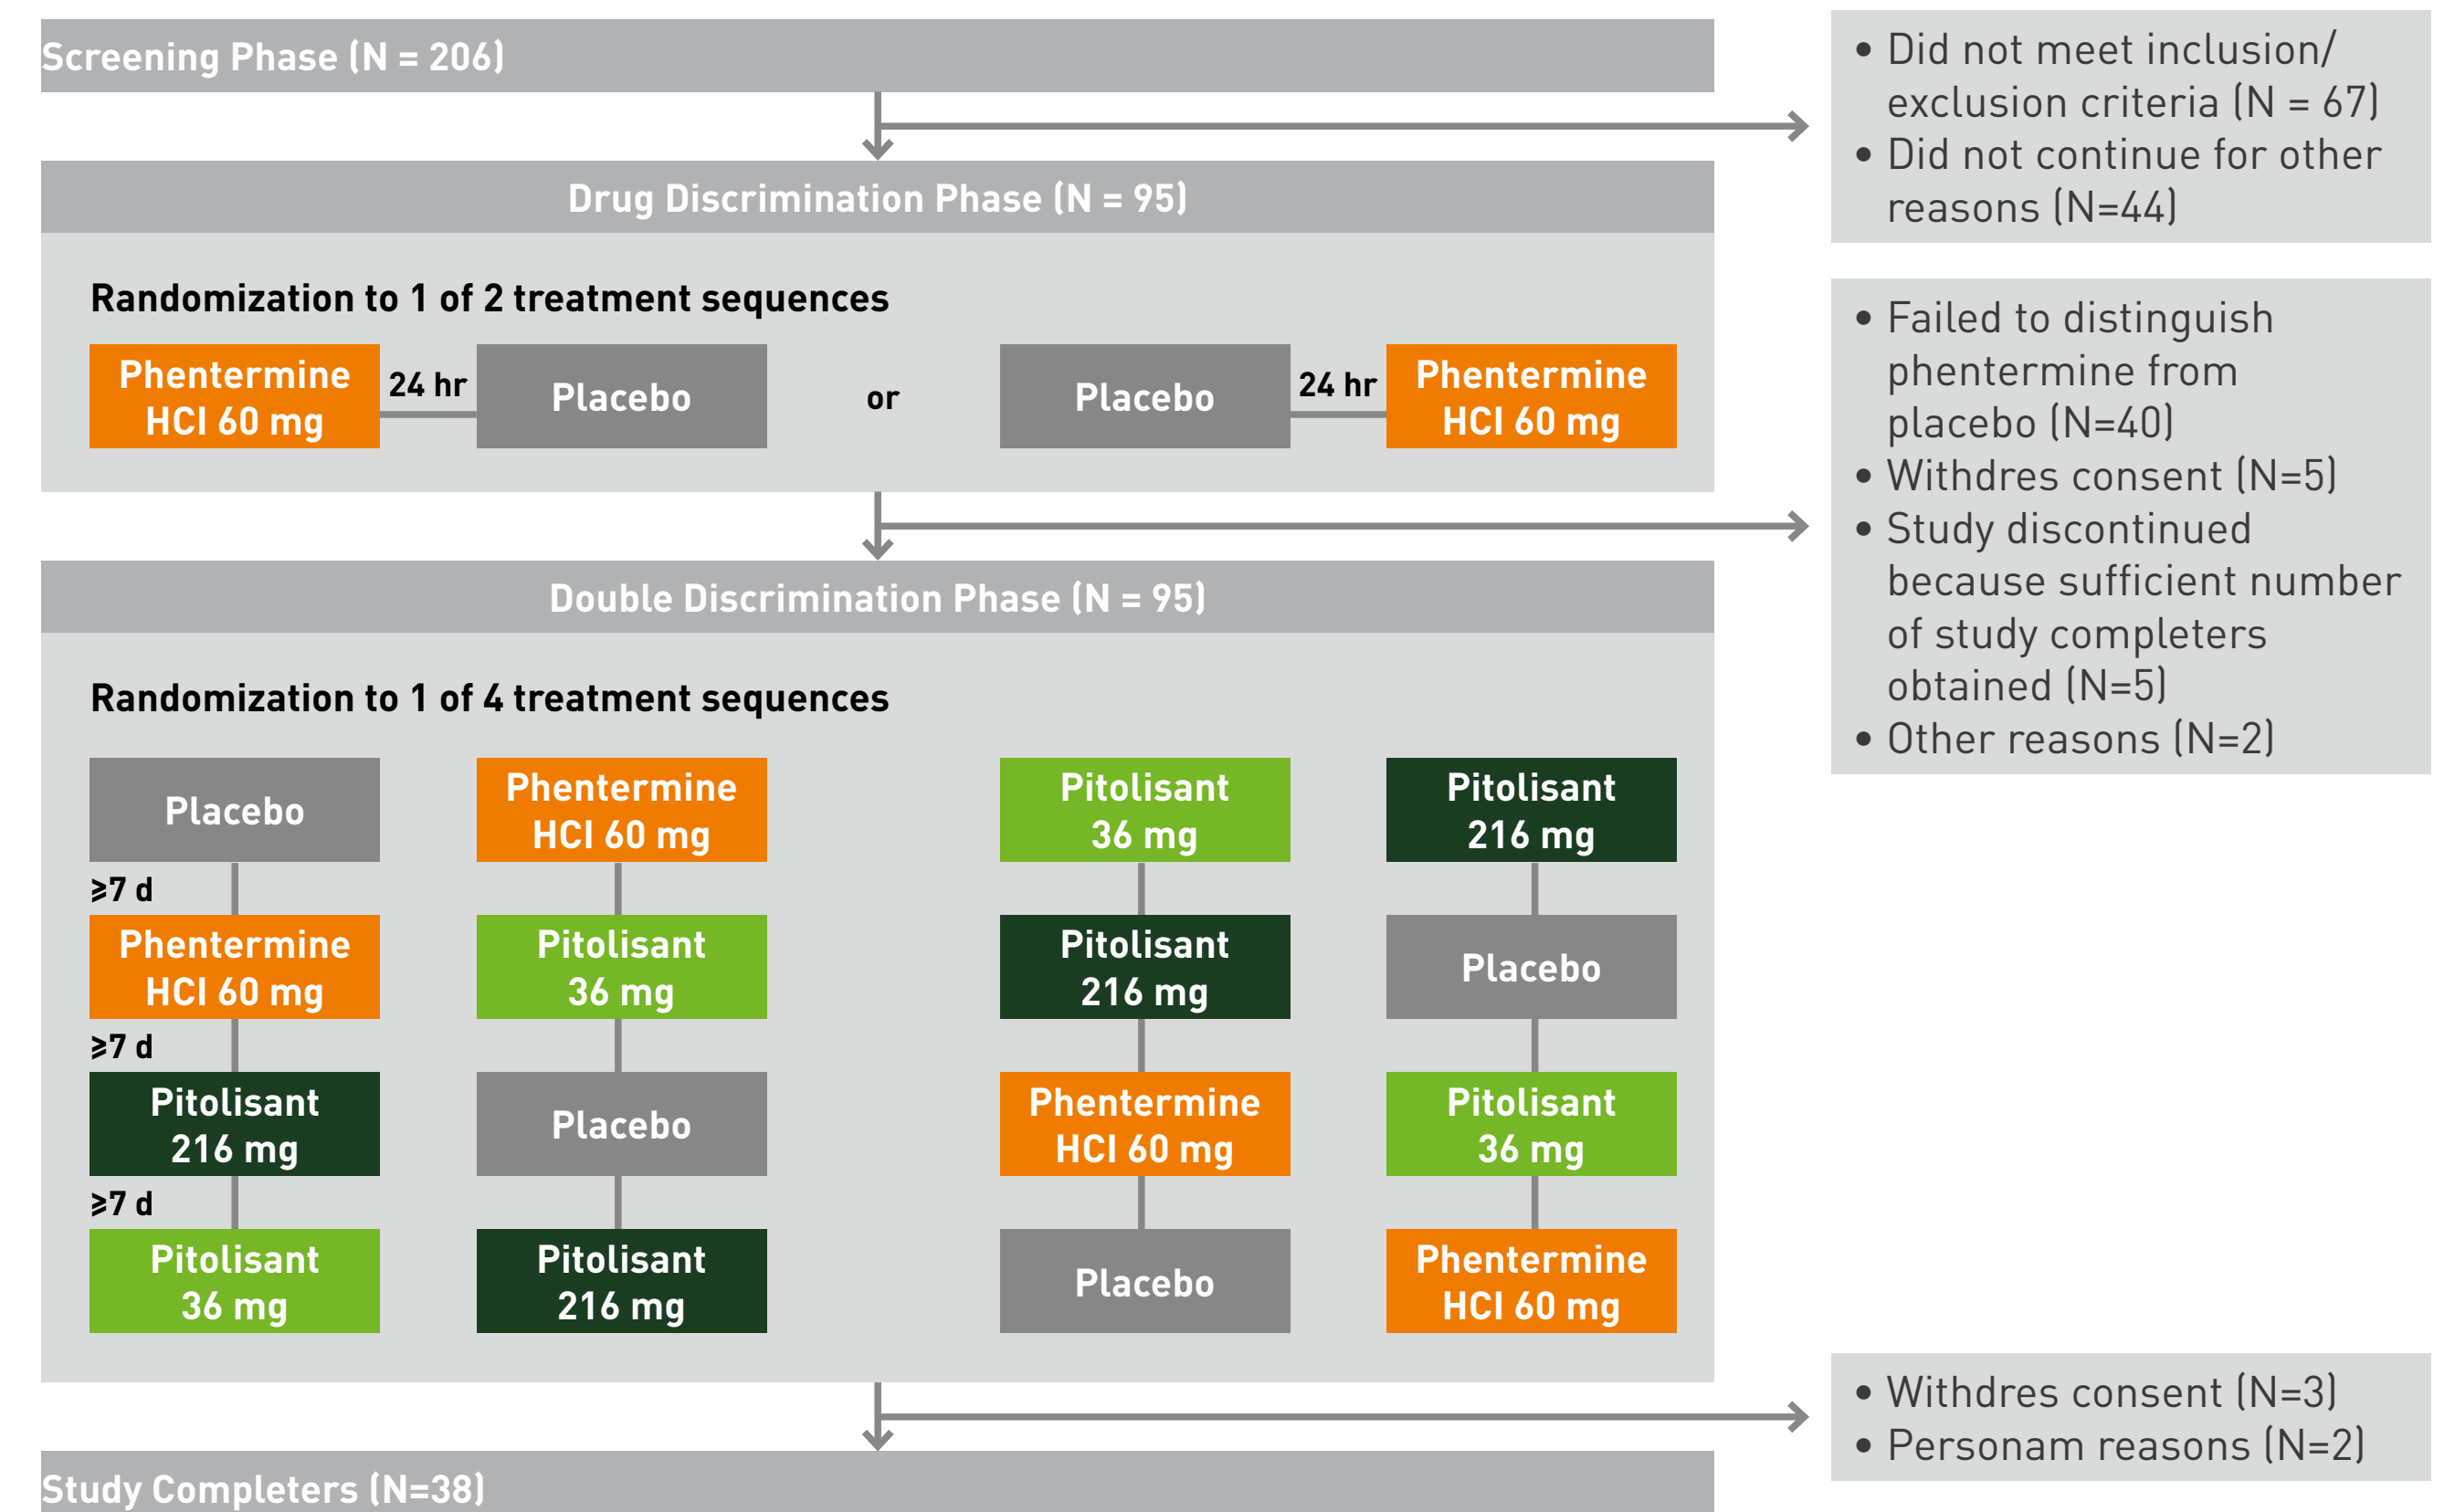 Screening Phase (N = 206)
• Did not meet inclusion/
exclusion criteria (N = 67)
• Did not continue for other
reasons (N=44)
Drug Discrimination Phase (N = 95)
Randomization to 1 of 2 treatment sequences
Phentermine
HCI 60 mg
24 hr
Placebo
or
Placebo
24 hr
Phentermine
HCI 60 mg
• Failed to distinguish
phentermine from
placebo (N=40)
• Withdres consent (N=5)
• Study discontinued
because sufficient number
of study completers
obtained (N=5)
• Other reasons (N=2)
Double Discrimination Phase (N = 95)
Randomization to 1 of 4 treatment sequences
Placebo
≥7 d
Phentermine
HCI 60 mg
≥7 d
Pitolisant
216 mg
≥7 d
Pitolisant
36 mg
Phentermine
HCI 60 mg
Pitolisant
36 mg
Placebo
Pitolisant
216 mg
Pitolisant
36 mg
Pitolisant
216 mg
Phentermine
HCI 60 mg
Placebo
Pitolisant
216 mg
Placebo
Pitolisant
36 mg
Phentermine
HCI 60 mg
• Withdres consent (N=3)
• Personam reasons (N=2)
Study Completers (N=38)